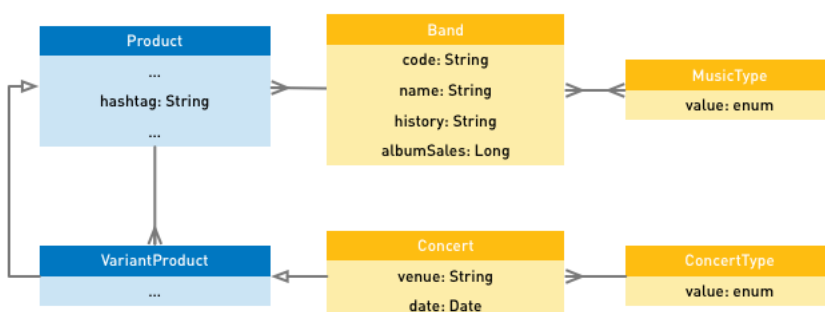 Product
...
hashtag: String
...
Band
code: String
name: String
history: String
albumSales: Long
MusicType
value: enum
VariantProduct
...
Concert
venue: String
date: Date
ConcertType
value: enum